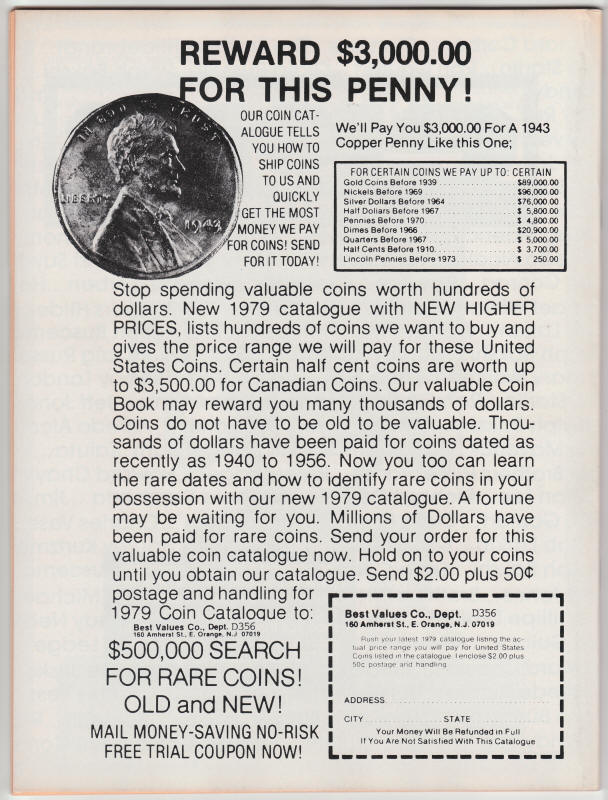 REWARD $3,000.00
FOR THIS PENNY!
IN GOD WE TRUST
LIBERTY
1943
OUR COIN CAT-
ALOGUE TELLS
YOU HOW TO
SHIP COINS
TO US AND
QUICKLY
GET THE MOST
MONEY WE PAY
FOR COINS! SEND
FOR IT TODAY!
We'll Pay You $3,000.00 For A 1943
Copper Penny Like this One;
FOR CERTAIN COINS WE PAY UP TO: CERTAIN
Gold Coins Before 1939 $89,000.00
Nickels Before 1969 $96,000.00
Silver Dollars Before 1964 $76,000.00
Half Dollars Before 1967 $ 5,800.00
Pennies Before 1970 $ 4,800.00
Dimes Before 1966 $20,900.00
Quarters Before 1967 $ 5,000.00
Half Cents Before 1910 $ 3,700.00
Lincoln Pennies Before 1973 $ 250.00
Stop spending valuable coins worth hundreds of
dollars. New 1979 catalogue with NEW HIGHER
PRICES, lists hundreds of coins we want to buy and
gives the price range we will pay for these United
States Coins. Certain half cent coins are worth up
to $3,500.00 for Canadian Coins. Our valuable Coin
Book may reward you many thousands of dollars.
Coins do not have to be old to be valuable. Thou-
sands of dollars have been paid for coins dated as
recently as 1940 to 1956. Now you too can learn
the rare dates and how to identify rare coins in your
possession with our new 1979 catalogue. A fortune
may be waiting for you. Millions of Dollars have
been paid for rare coins. Send your order for this
valuable coin catalogue now. Hold on to your coins
until you obtain our catalogue. Send $2.00 plus 50¢
postage and handling for
1979 Coin Catalogue to:
Best Values Co., Dept. D356
160 Amherst St., E. Orange, N.J. 07019
$500,000 SEARCH
FOR RARE COINS!
OLD and NEW!
MAIL MONEY-SAVING NO-RISK
FREE TRIAL COUPON NOW!
Best Values Co., Dept. D356
160 Amherst St., E. Orange, N.J. 07019
Rush your latest 1979 catalogue listing the ac-
tual price range you will pay for United States
Coins listed in the catalogue. I enclose $2.00 plus
50c postage and handling.
ADDRESS
CITY STATE
Your Money Will Be Refunded in Full
If You Are Not Satisfied With This Catalogue